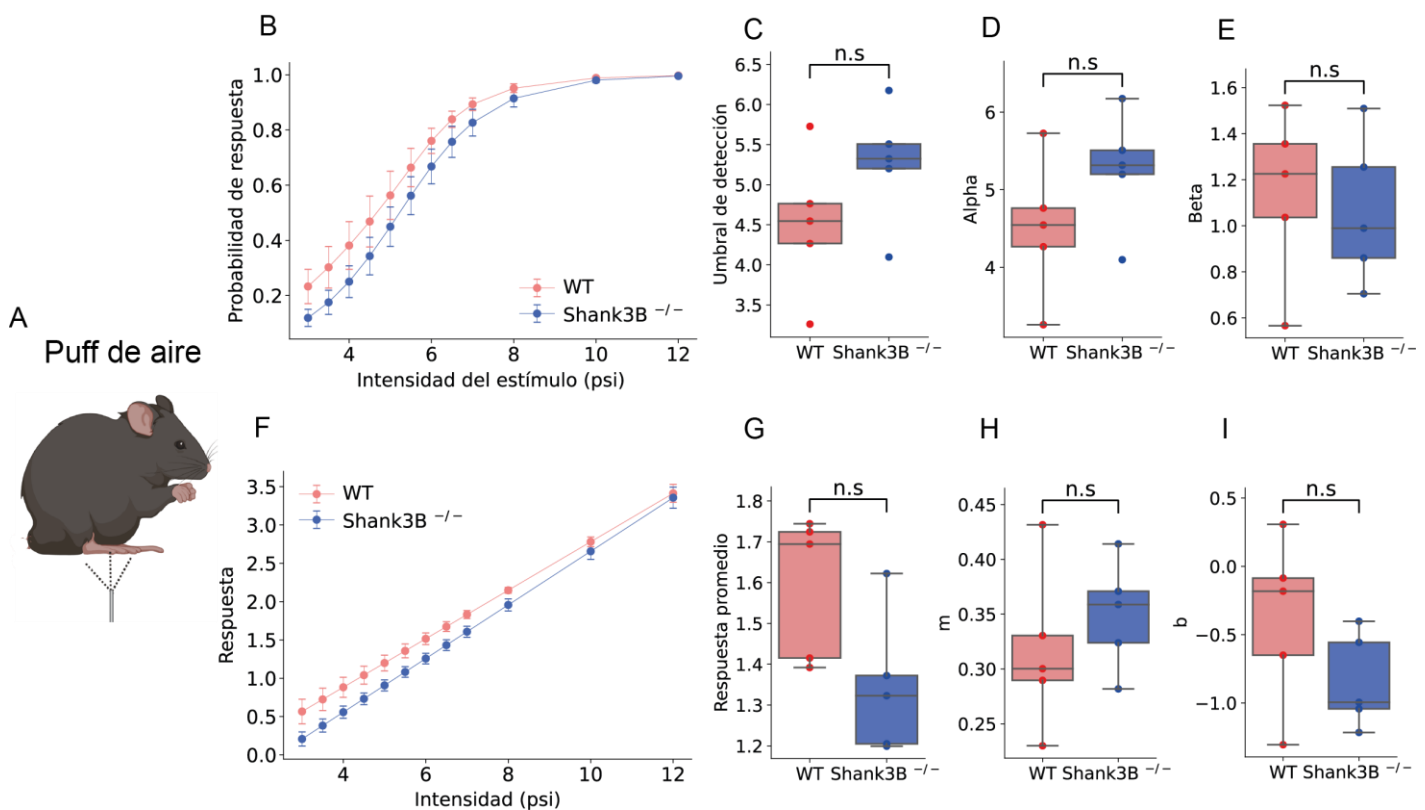 A
Puff de aire
B
Probabilidad de respuesta
1.0
0.8
0.6
0.4
0.2
WT
Shank3B −/−
4
6
8
10
12
Intensidad del estímulo (psi)
C
n.s
Umbral de detección
6.5
6.0
5.5
5.0
4.5
4.0
3.5
WT Shank3B −/−
D
n.s
Alpha
6
5
4
WT Shank3B −/−
E
n.s
Beta
1.6
1.4
1.2
1.0
0.8
0.6
WT Shank3B −/−
F
Respuesta
3.5
3.0
2.5
2.0
1.5
1.0
0.5
0.0
WT
Shank3B −/−
4
6
8
10
12
Intensidad (psi)
G
n.s
Respuesta promedio
1.8
1.7
1.6
1.5
1.4
1.3
1.2
WT Shank3B −/−
H
n.s
m
0.45
0.40
0.35
0.30
0.25
WT Shank3B −/−
I
n.s
b
0.5
0.0
−0.5
−1.0
WT Shank3B −/−